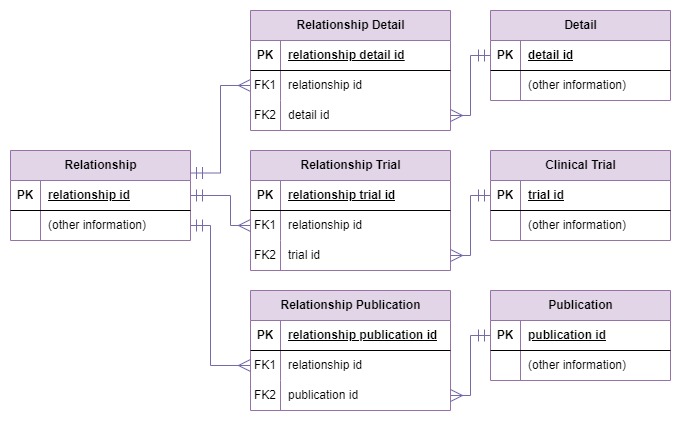 Relationship Detail
PK relationship detail id
FK1 relationship id
FK2 detail id
Detail
PK detail id
(other information)
Relationship
PK relationship id
(other information)
Relationship Trial
PK relationship trial id
FK1 relationship id
FK2 trial id
Clinical Trial
PK trial id
(other information)
Relationship Publication
PK relationship publication id
FK1 relationship id
FK2 publication id
Publication
PK publication id
(other information)